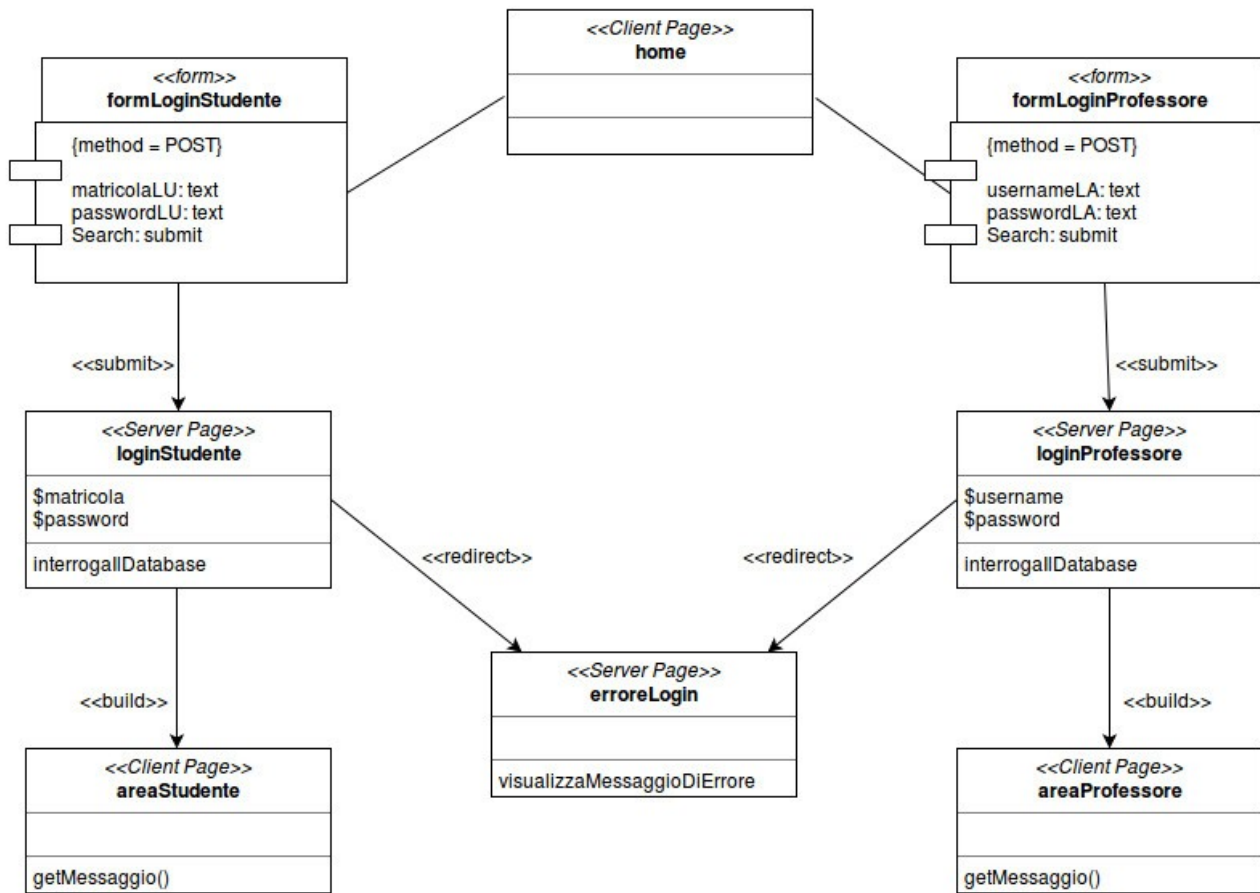 <<Client Page>>
home
<<form>>
formLoginStudente
{method = POST}
matricolaLU: text
passwordLU: text
Search: submit
<<form>>
formLoginProfessore
{method = POST}
usernameLA: text
passwordLA: text
Search: submit
<<submit>>
<<submit>>
<<Server Page>>
loginStudente
$matricola
$password
interrogaIlDatabase
<<Server Page>>
loginProfessore
$username
$password
interrogaIlDatabase
<<redirect>>
<<redirect>>
<<Server Page>>
erroreLogin
visualizzaMessaggioDiErrore
<<build>>
<<build>>
<<Client Page>>
areaStudente
getMessaggio()
<<Client Page>>
areaProfessore
getMessaggio()